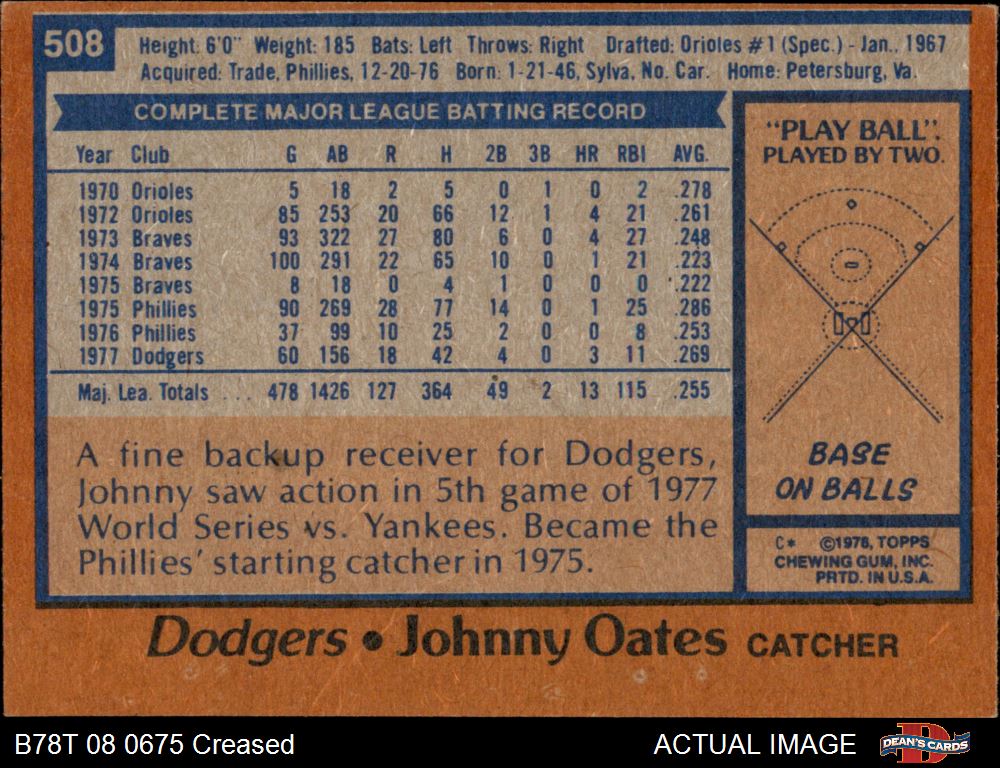 508
Height: 6'0" Weight: 185 Bats: Left Throws: Right Drafted: Orioles #1 (Spec.) - Jan., 1967
Acquired: Trade, Phillies, 12-20-76 Born: 1-21-46, Sylva, No. Car. Home: Petersburg, Va.
COMPLETE MAJOR LEAGUE BATTING RECORD
Year Club G AB R H 2B 3B HR RBI AVG.
1970 Orioles 5 18 2 5 0 1 0 2 .278
1972 Orioles 85 253 20 66 12 1 4 21 .261
1973 Braves 93 322 27 80 6 0 4 27 .248
1974 Braves 100 291 22 65 10 0 1 21 .223
1975 Braves 8 18 0 4 1 0 0 0 .222
1975 Phillies 90 269 28 77 14 0 1 25 .286
1976 Phillies 37 99 10 25 2 0 0 8 .253
1977 Dodgers 60 156 18 42 4 0 3 11 .269
Maj. Lea. Totals ... 478 1426 127 364 49 2 13 115 .255
A fine backup receiver for Dodgers,
Johnny saw action in 5th game of 1977
World Series vs. Yankees. Became the
Phillies' starting catcher in 1975.
"PLAY BALL".
PLAYED BY TWO.
BASE
ON BALLS
C* ©1978, TOPPS
CHEWING GUM, INC.
PRTD. IN U.S.A.
Dodgers • Johnny Oates CATCHER
B78T 08 0675 Creased
ACTUAL IMAGE
DEAN'S CARDS